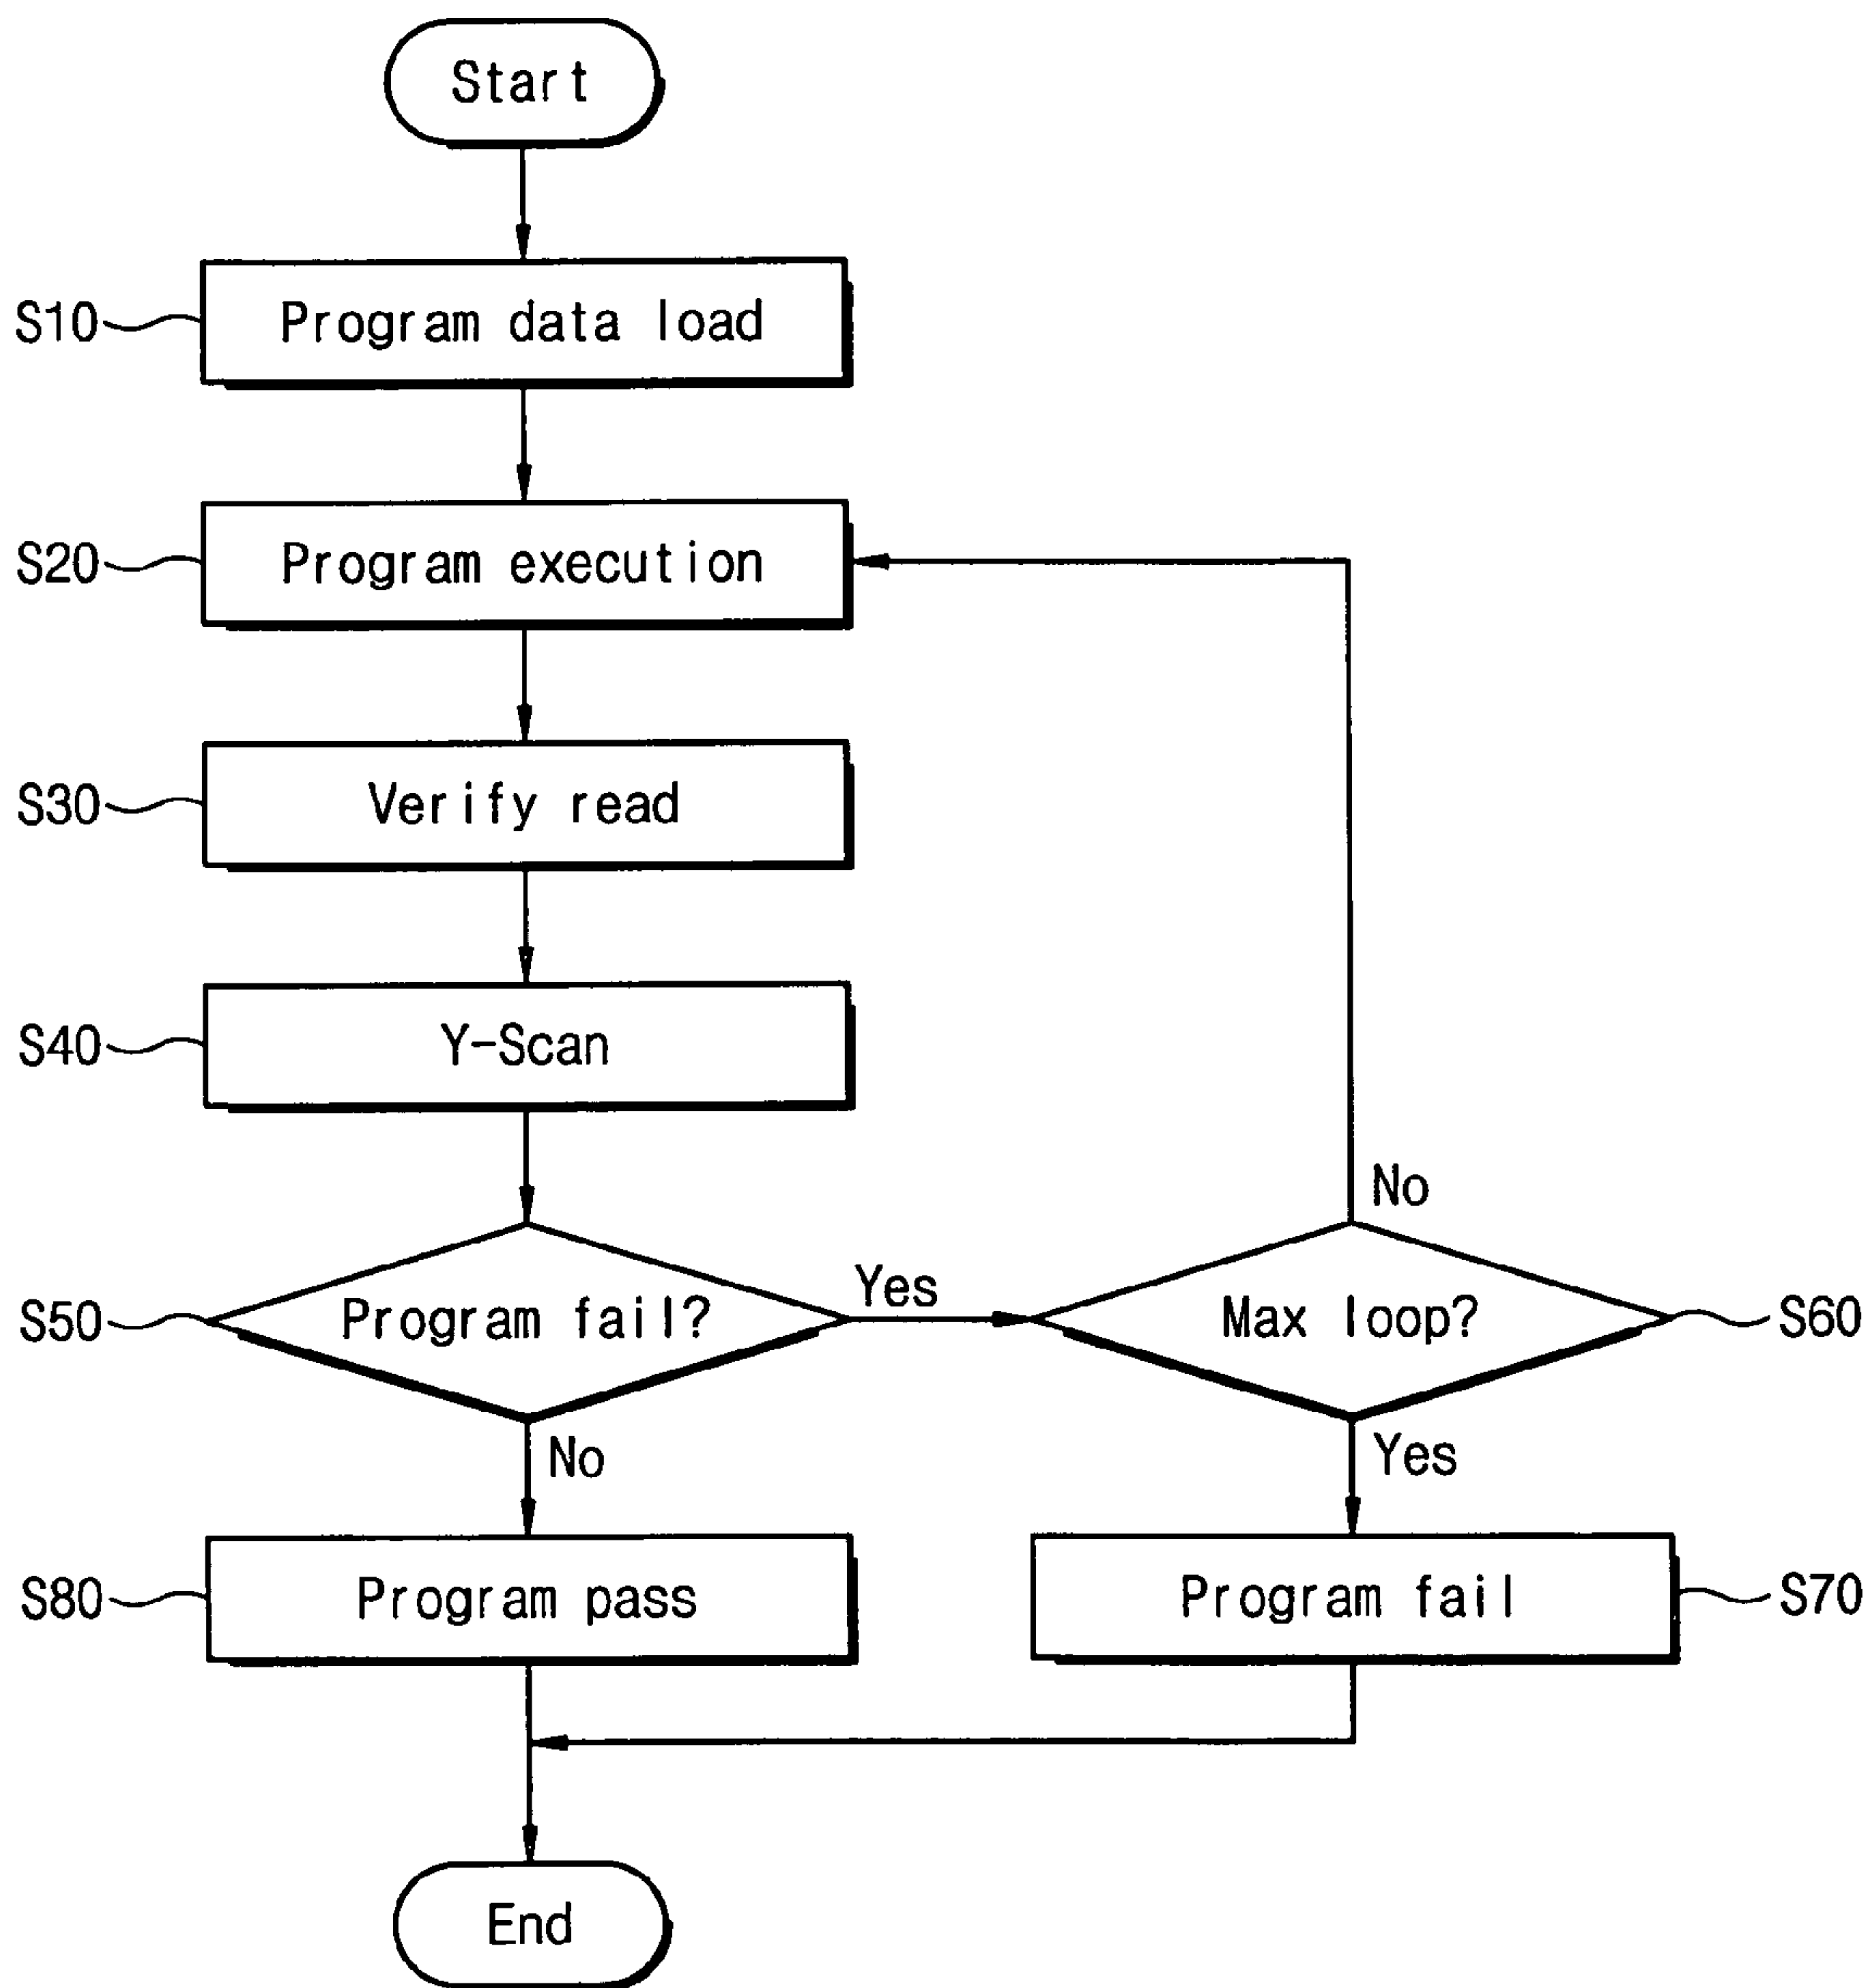 Start
S10
Program data load
S20
Program execution
S30
Verify read
S40
Y-Scan
No
S50
Program fail?
Yes
Max loop?
S60
No
Yes
S80
Program pass
Program fail
S70
End